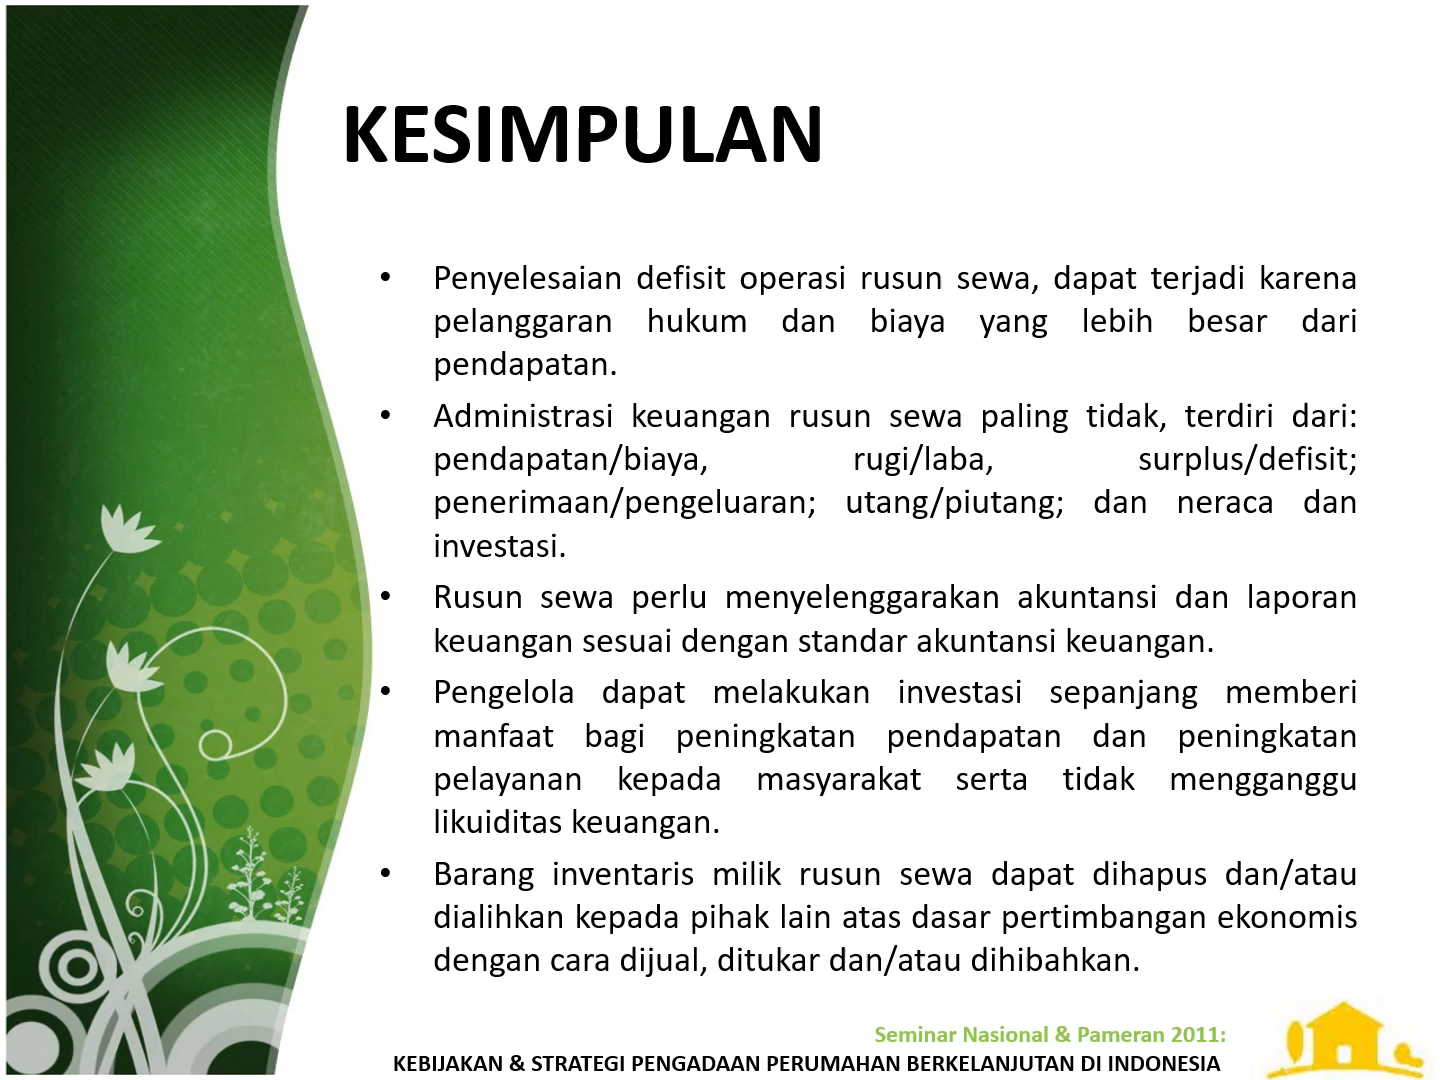 KESIMPULAN
• Penyelesaian defisit operasi rusun sewa, dapat terjadi karena
pelanggaran hukum dan biaya yang lebih besar dari
pendapatan.
• Administrasi keuangan rusun sewa paling tidak, terdiri dari:
pendapatan/biaya, rugi/laba, surplus/defisit;
penerimaan/pengeluaran; utang/piutang; dan neraca dan
investasi.
• Rusun sewa perlu menyelenggarakan akuntansi dan laporan
keuangan sesuai dengan standar akuntansi keuangan.
• Pengelola dapat melakukan investasi sepanjang memberi
manfaat bagi peningkatan pendapatan dan peningkatan
pelayanan kepada masyarakat serta tidak mengganggu
likuiditas keuangan.
• Barang inventaris milik rusun sewa dapat dihapus dan/atau
dialihkan kepada pihak lain atas dasar pertimbangan ekonomis
dengan cara dijual, ditukar dan/atau dihibahkan.
Seminar Nasional & Pameran 2011:
KEBIJAKAN & STRATEGI PENGADAAN PERUMAHAN BERKELANJUTAN DI INDONESIA